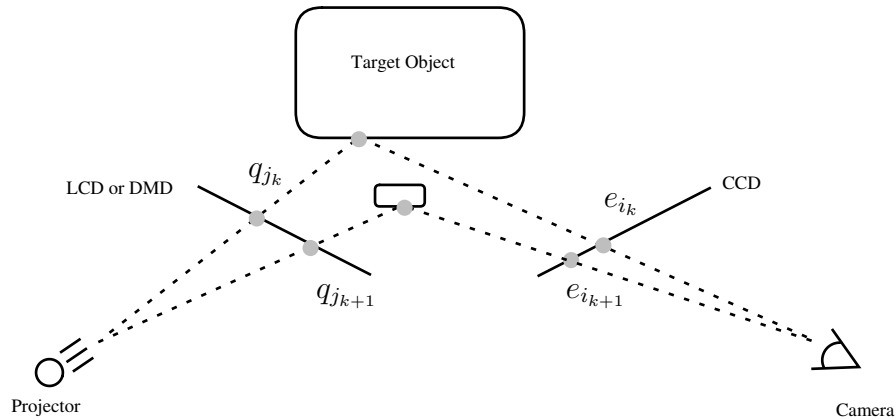 Target Object
q_{j_k}
LCD or DMD
CCD
e_{i_k}
q_{j_{k+1}}
e_{i_{k+1}}
Projector
Camera